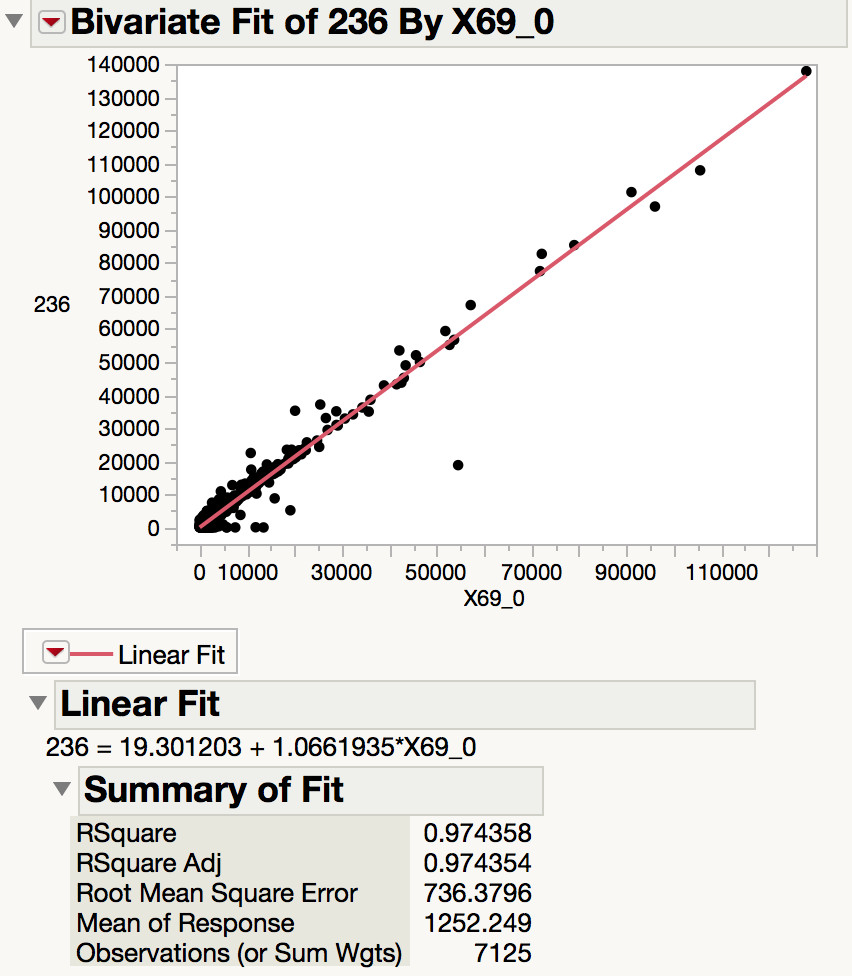 Bivariate Fit of 236 By X69_0
140000
130000
120000
110000
100000
90000
80000
70000
236
60000
50000
40000
30000
20000
10000
0
0 10000 30000 50000 70000 90000 110000
X69_0
Linear Fit
Linear Fit
236 = 19.301203 + 1.0661935*X69_0
Summary of Fit
RSquare 0.974358
RSquare Adj 0.974354
Root Mean Square Error 736.3796
Mean of Response 1252.249
Observations (or Sum Wgts) 7125